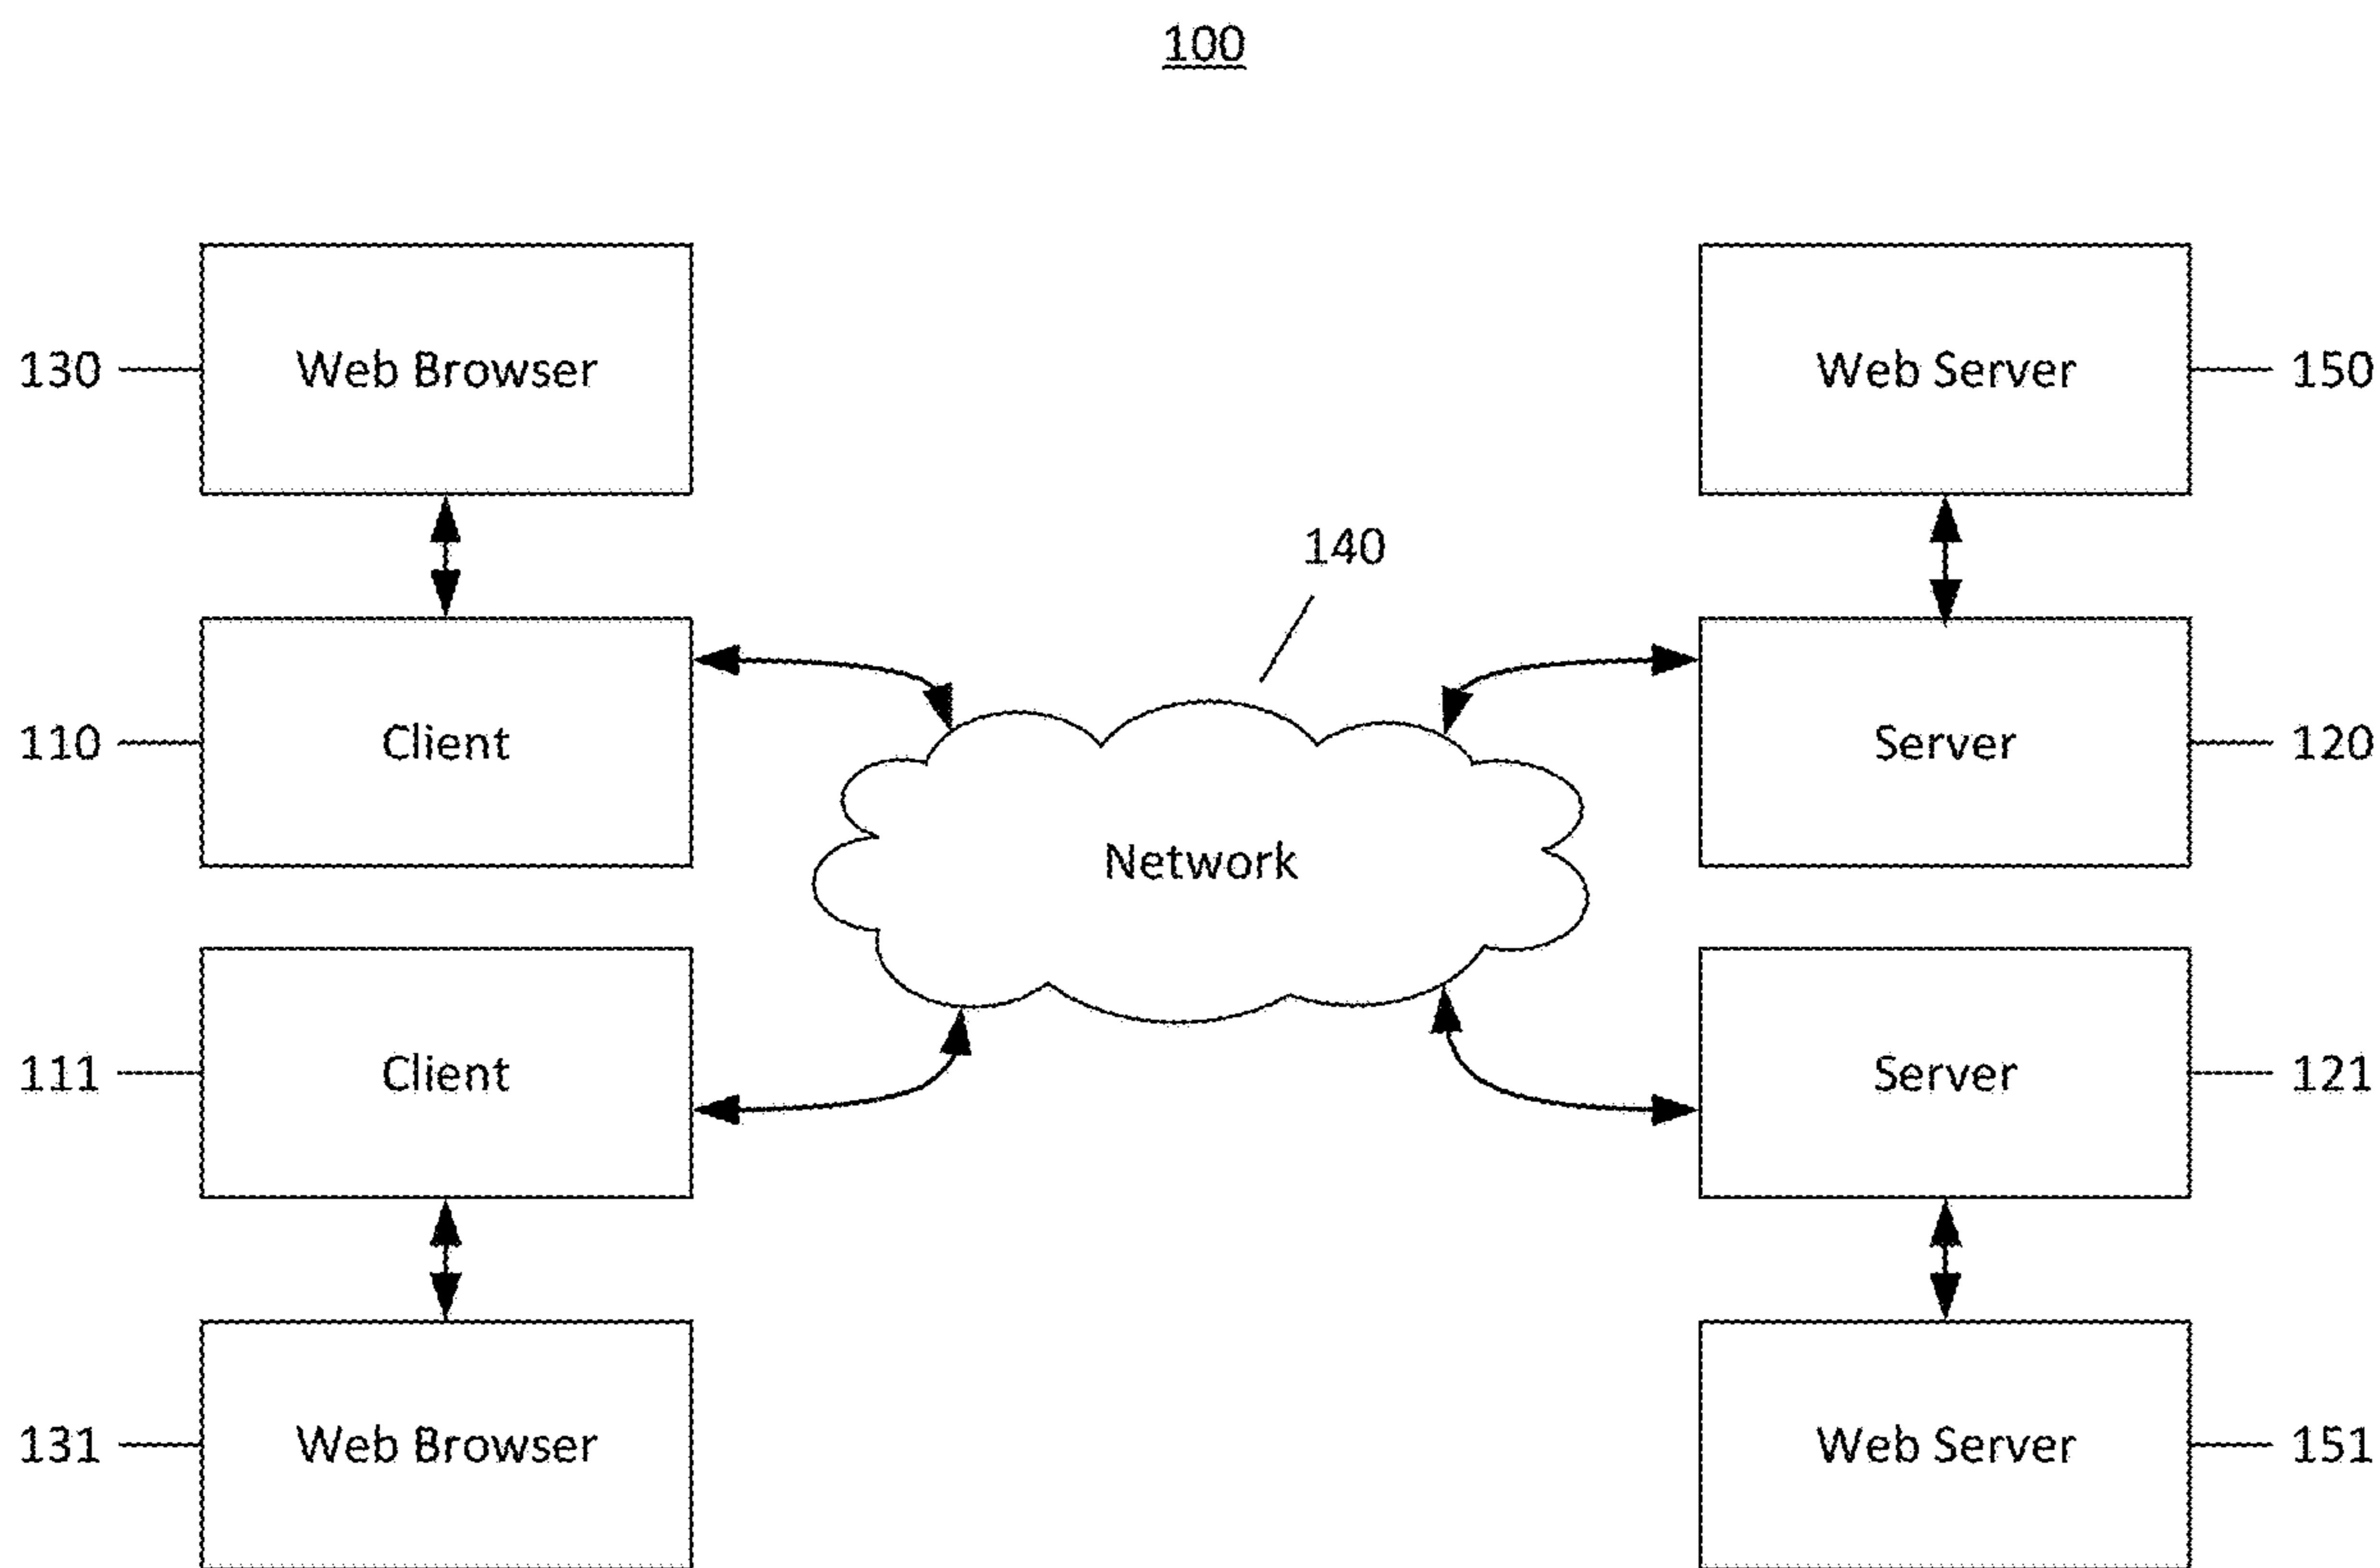 100
130
Web Browser
Web Server
150
140
110
Client
Server
120
Network
111
Client
Server
121
131
Web Browser
Web Server
151